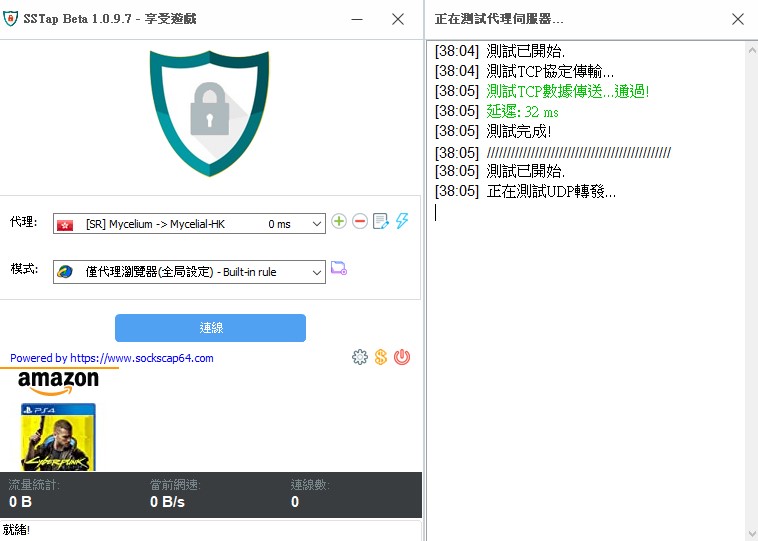 SSTap Beta 1.0.9.7 - 享受遊戲
代理:
[SR] Mycelium -> Mycelial-HK 0 ms
模式:
僅代理瀏覽器(全局設定) - Built-in rule
連線
Powered by https://www.sockscap64.com
amazon
PS4
CYBERPUNK
流量統計: 當前網速: 連線數:
0 B 0 B/s 0
就緒!
正在測試代理伺服器...
[38:04] 測試已開始.
[38:04] 測試TCP協定傳輸...
[38:05] 測試TCP數據傳送...通過!
[38:05] 延遲: 32 ms
[38:05] 測試完成!
[38:05] //////////////////////////////////////////////
[38:05] 測試已開始.
[38:05] 正在測試UDP轉發...